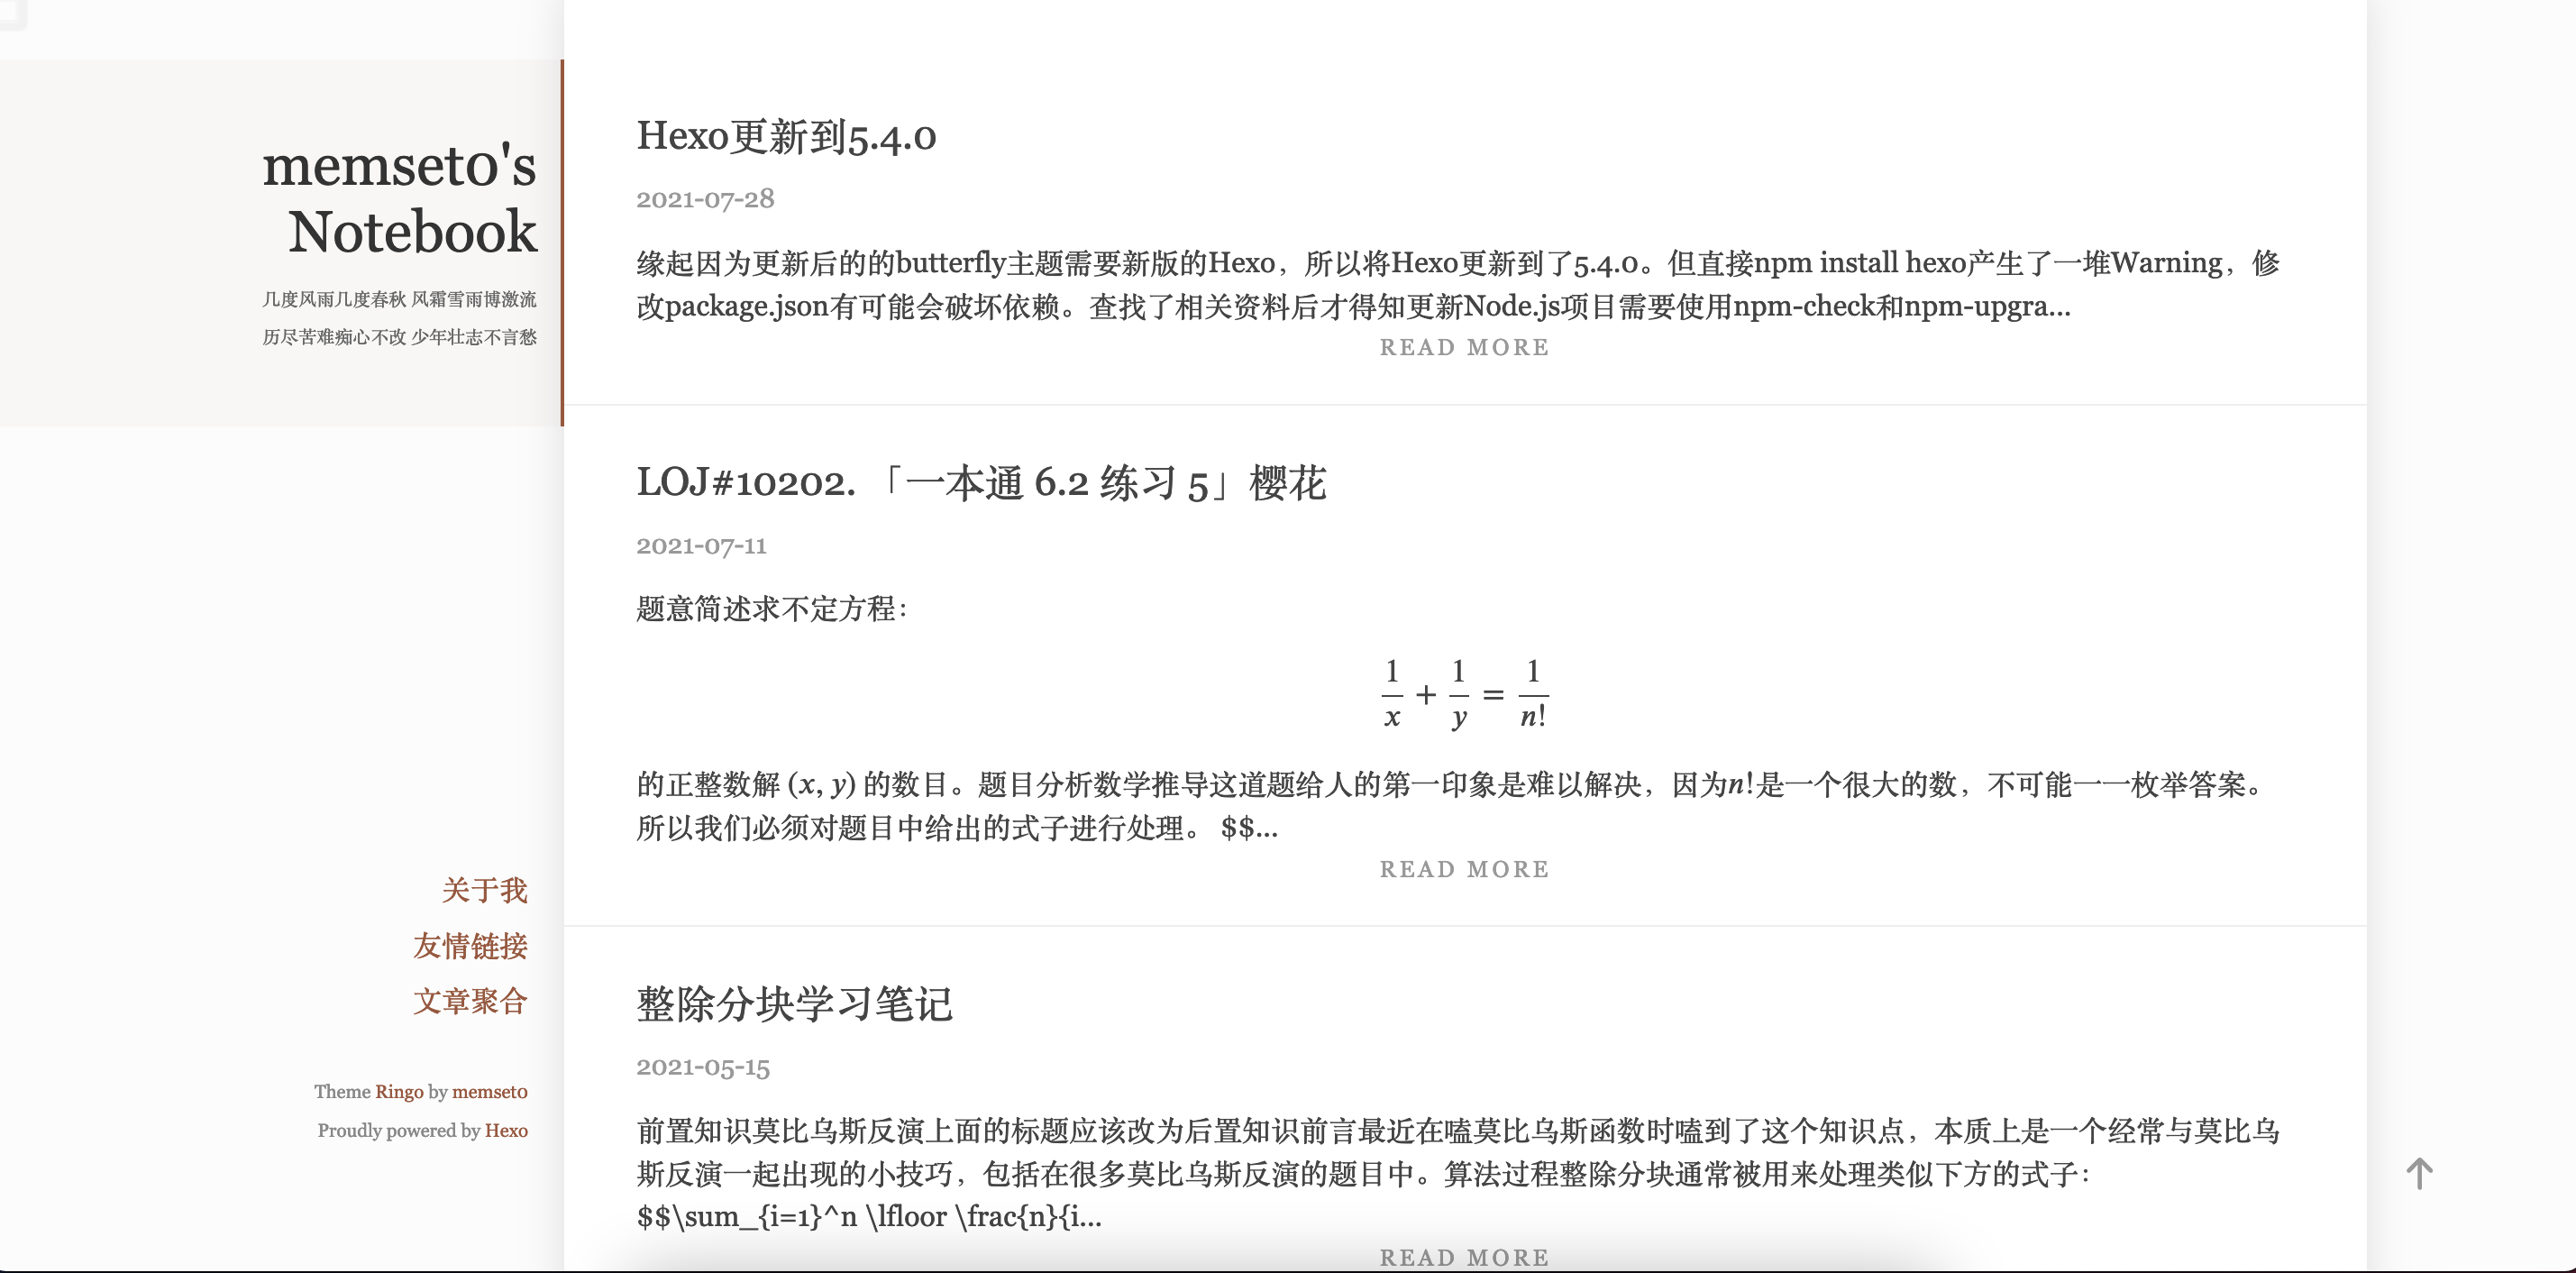 memset0's
Notebook
几度风雨几度春秋 风霜雪雨博激流
历尽苦难痴心不改 少年壮志不言愁
关于我
友情链接
文章聚合
Theme Ringo by memset0
Proudly powered by Hexo
Hexo更新到5.4.0
2021-07-28
缘起因为更新后的的butterfly主题需要新版的Hexo，所以将Hexo更新到了5.4.0。但直接npm install hexo产生了一堆Warning，修
改package.json有可能会破坏依赖。查找了相关资料后才得知更新Node.js项目需要使用npm-check和npm-upgra...
READ MORE
LOJ#10202. 「一本通 6.2 练习 5」樱花
2021-07-11
题意简述求不定方程：
1/x + 1/y = 1/n!
的正整数解 (x, y) 的数目。题目分析数学推导这道题给人的第一印象是难以解决，因为n!是一个很大的数，不可能一一枚举答案。
所以我们必须对题目中给出的式子进行处理。 $$...
READ MORE
整除分块学习笔记
2021-05-15
前置知识莫比乌斯反演上面的标题应该改为后置知识前言最近在嗑莫比乌斯函数时嗑到了这个知识点，本质上是一个经常与莫比乌
斯反演一起出现的小技巧，包括在很多莫比乌斯反演的题目中。算法过程整除分块通常被用来处理类似下方的式子：
$$\sum_{i=1}^n \lfloor \frac{n}{i...
READ MORE